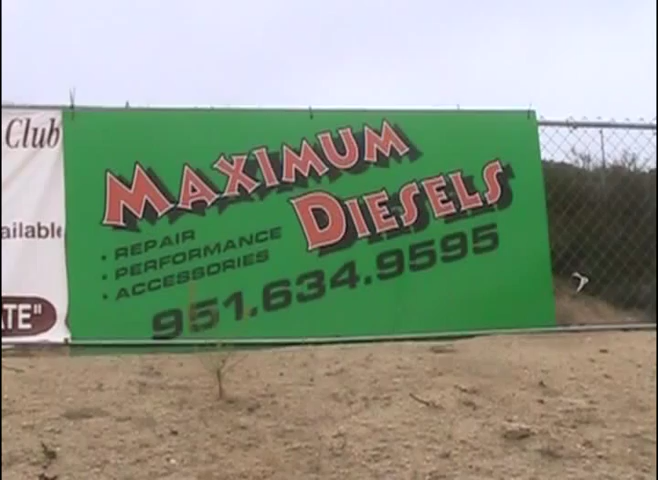 Club
ailable
TE"
MAXIMUM
DIESELS
• REPAIR
• PERFORMANCE
• ACCESSORIES
951.634.9595